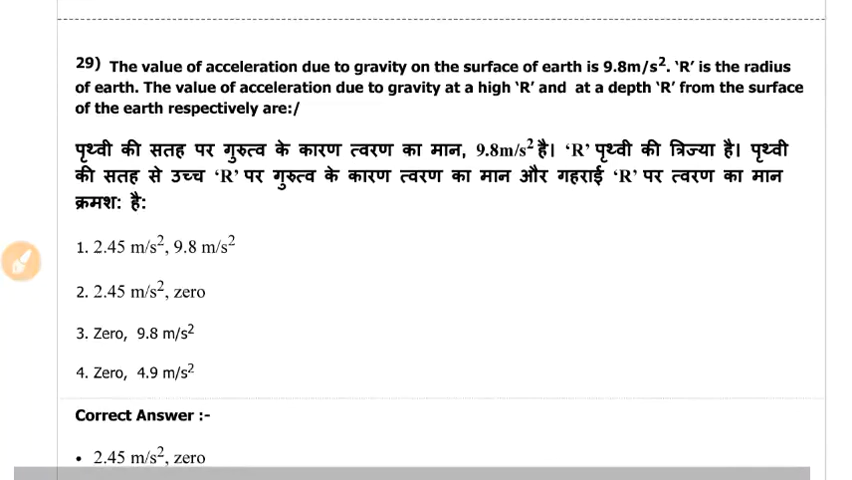 29) The value of acceleration due to gravity on the surface of earth is 9.8m/s². ‘R’ is the radius
of earth. The value of acceleration due to gravity at a high ‘R’ and at a depth ‘R’ from the surface
of the earth respectively are:/
पृथ्वी की सतह पर गुरुत्व के कारण त्वरण का मान, 9.8m/s² है। ‘R’ पृथ्वी की त्रिज्या है। पृथ्वी
की सतह से उच्च ‘R’ पर गुरुत्व के कारण त्वरण का मान और गहराई ‘R’ पर त्वरण का मान
क्रमश: है:
1. 2.45 m/s², 9.8 m/s²
2. 2.45 m/s², zero
3. Zero, 9.8 m/s²
4. Zero, 4.9 m/s²
Correct Answer :-
• 2.45 m/s², zero